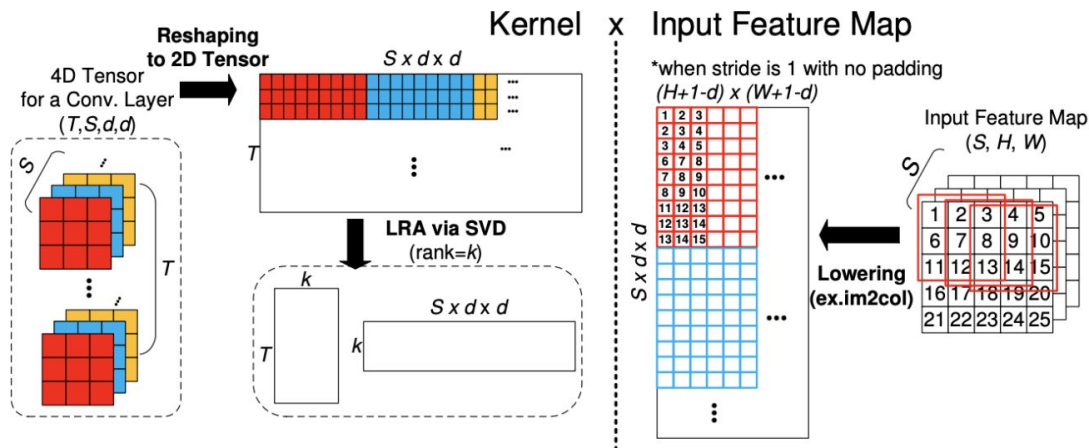 Kernel x Input Feature Map
Reshaping
to 2D Tensor
4D Tensor
for a Conv. Layer
(T,S,d,d)
S
T
S x d x d
T
LRA via SVD
(rank=k)
k
T
S x d x d
k
*when stride is 1 with no padding
(H+1-d) x (W+1-d)
S x d x d
1 2 3
2 3 4
3 4 5
6 7 8
7 8 9
8 9 10
11 12 13
12 13 14
13 14 15
Lowering
(ex.im2col)
Input Feature Map
(S, H, W)
S
1 2 3 4 5
6 7 8 9 10
11 12 13 14 15
16 17 18 19 20
21 22 23 24 25